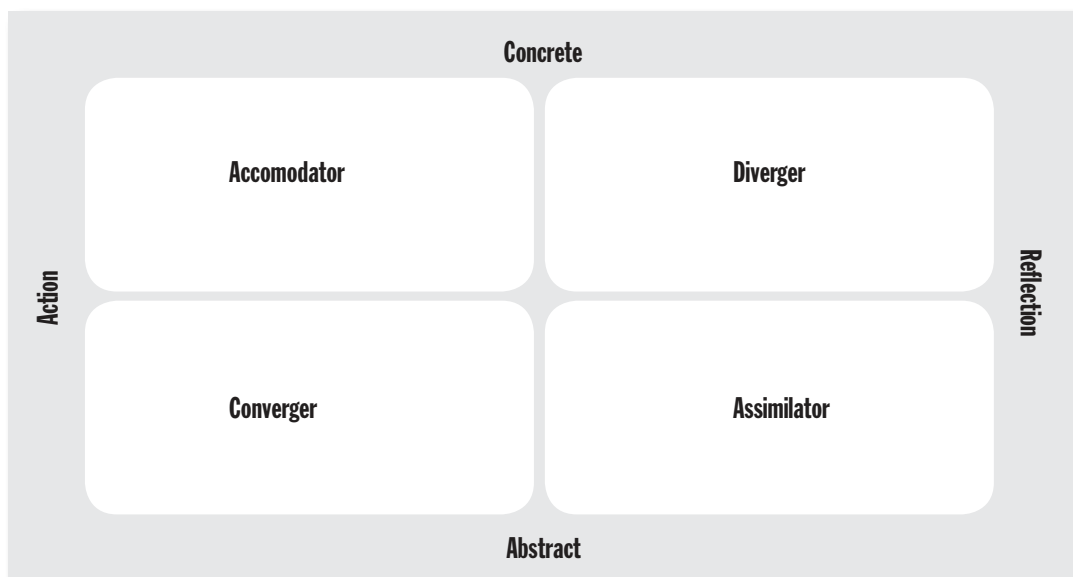 Concrete
Accomodator
Diverger
Action
Reflection
Converger
Assimilator
Abstract